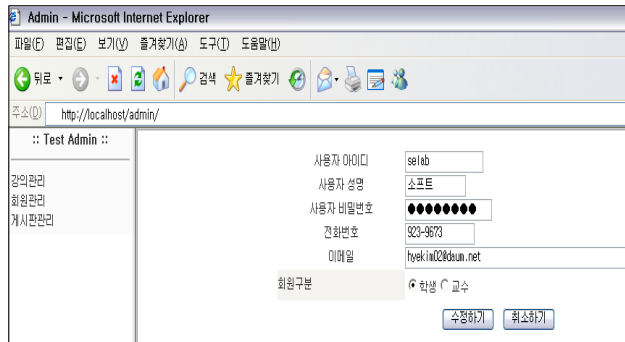 Admin - Microsoft Internet Explorer
파일(F) 편집(E) 보기(V) 즐겨찾기(A) 도구(T) 도움말(H)
뒤로 검색 즐겨찾기
주소(D) http://localhost/admin/
:: Test Admin ::
강의관리
회원관리
게시판관리
사용자 아이디 selab
사용자 성명 소프트
사용자 비밀번호 ●●●●●●●●
전화번호 923-9673
이메일 hyekim02@daum.net
회원구분 학생 교수
수정하기 취소하기